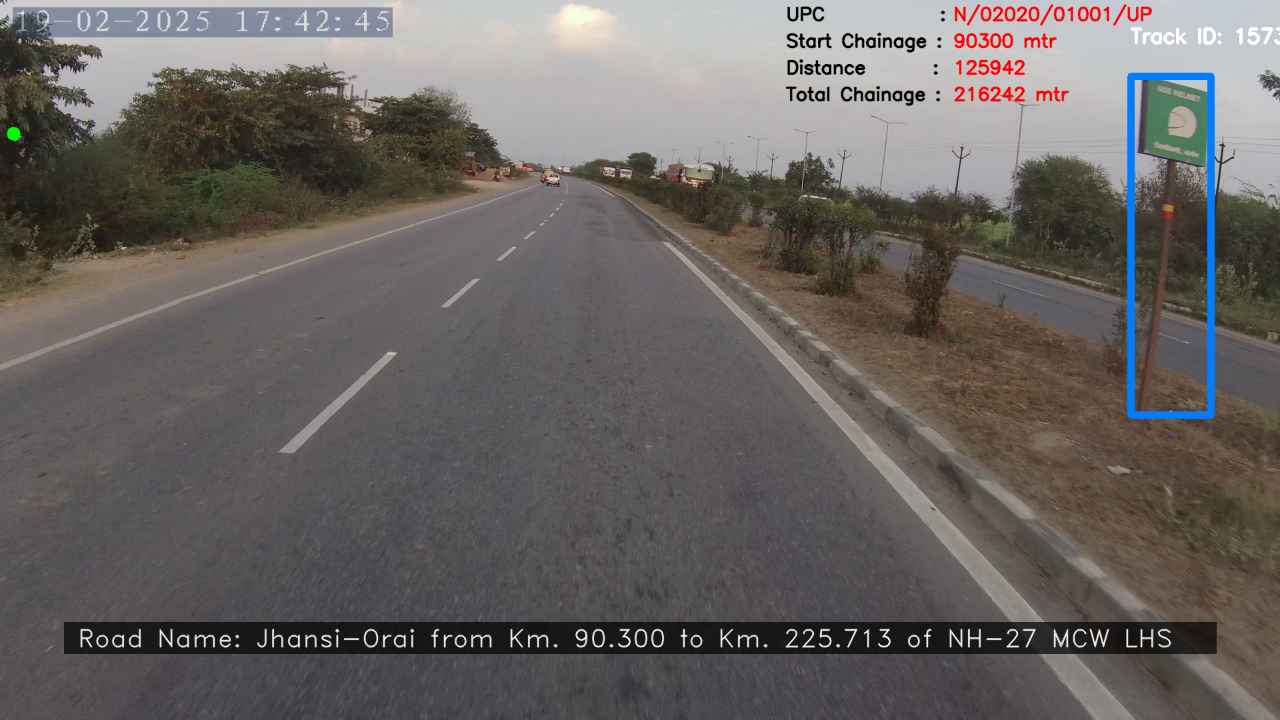 19-02-2025 17:42:45
UPC : N/02020/01001/UP
Start Chainage : 90300 mtr
Distance : 125942
Total Chainage : 216242 mtr
Track ID: 1573
USE HELMET
Road Name: Jhansi-Orai from Km. 90.300 to Km. 225.713 of NH-27 MCW LHS